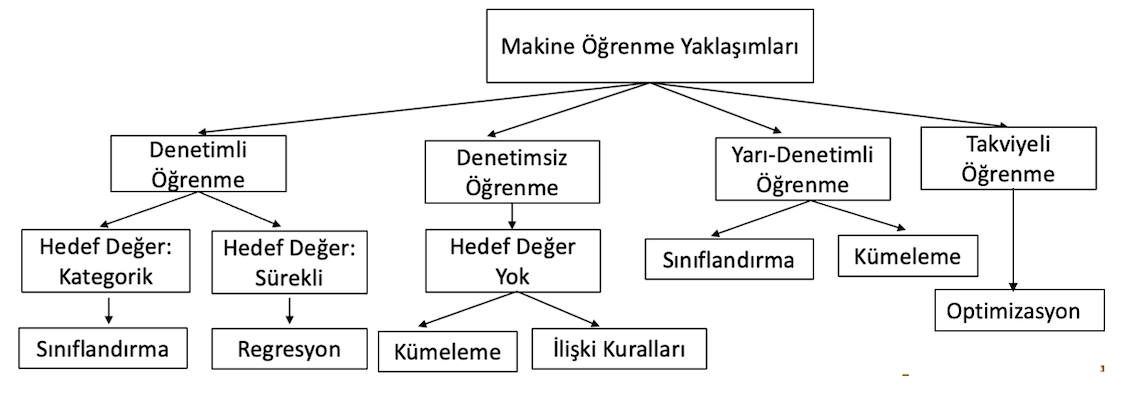 Makine Öğrenme Yaklaşımları
Denetimli
Öğrenme
Denetimsiz
Öğrenme
Yarı-Denetimli
Öğrenme
Takviyeli
Öğrenme
Hedef Değer:
Kategorik
Hedef Değer:
Sürekli
Hedef Değer
Yok
Sınıflandırma
Kümeleme
Optimizasyon
Sınıflandırma
Regresyon
Kümeleme
İlişki Kuralları